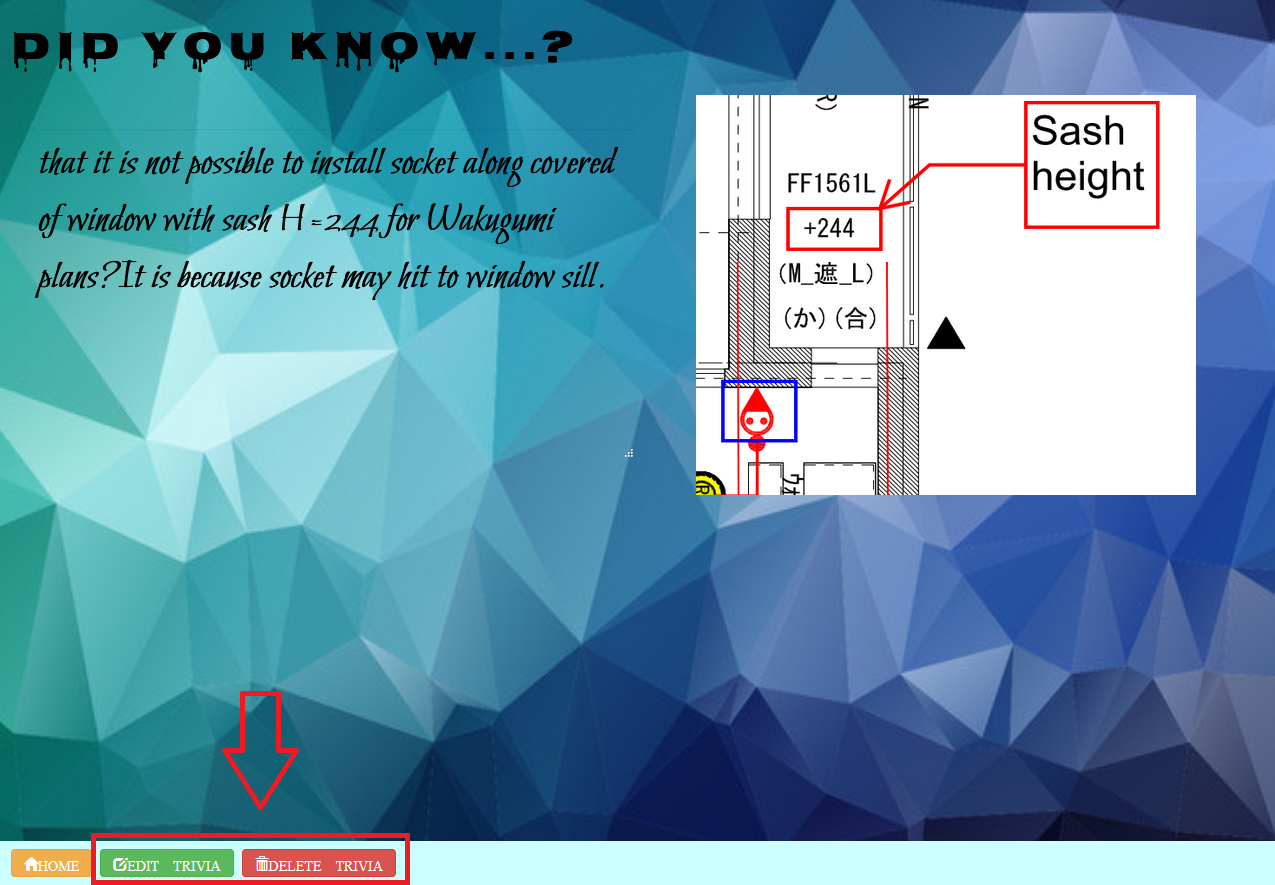 DID YOU KNOW...?
that it is not possible to install socket along covered
of window with sash H =244 for Wakugumi
plans?It is because socket may hit to window sill.
R)
N
Sash
height
FF1561L
+244
(M_遮_L)
(か)(合)
(R)
HOME
EDIT TRIVIA
DELETE TRIVIA